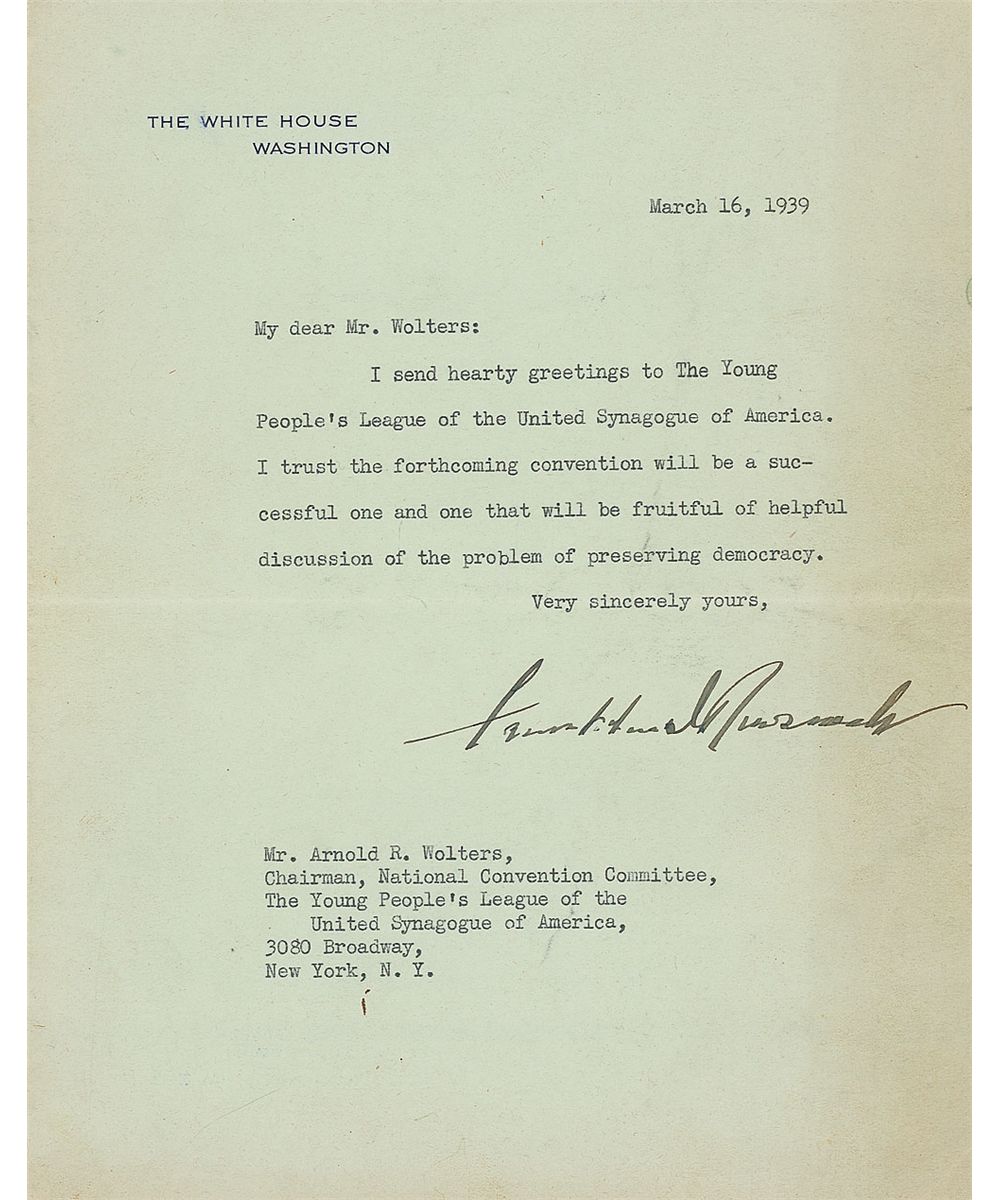 THE WHITE HOUSE
WASHINGTON
March 16, 1939
My dear Mr. Wolters:
I send hearty greetings to The Young
People's League of the United Synagogue of America.
I trust the forthcoming convention will be a suc-
cessful one and one that will be fruitful of helpful
discussion of the problem of preserving democracy.
Very sincerely yours,
Franklin D Roosevelt
Mr. Arnold R. Wolters,
Chairman, National Convention Committee,
The Young People's League of the
United Synagogue of America,
3080 Broadway,
New York, N. Y.